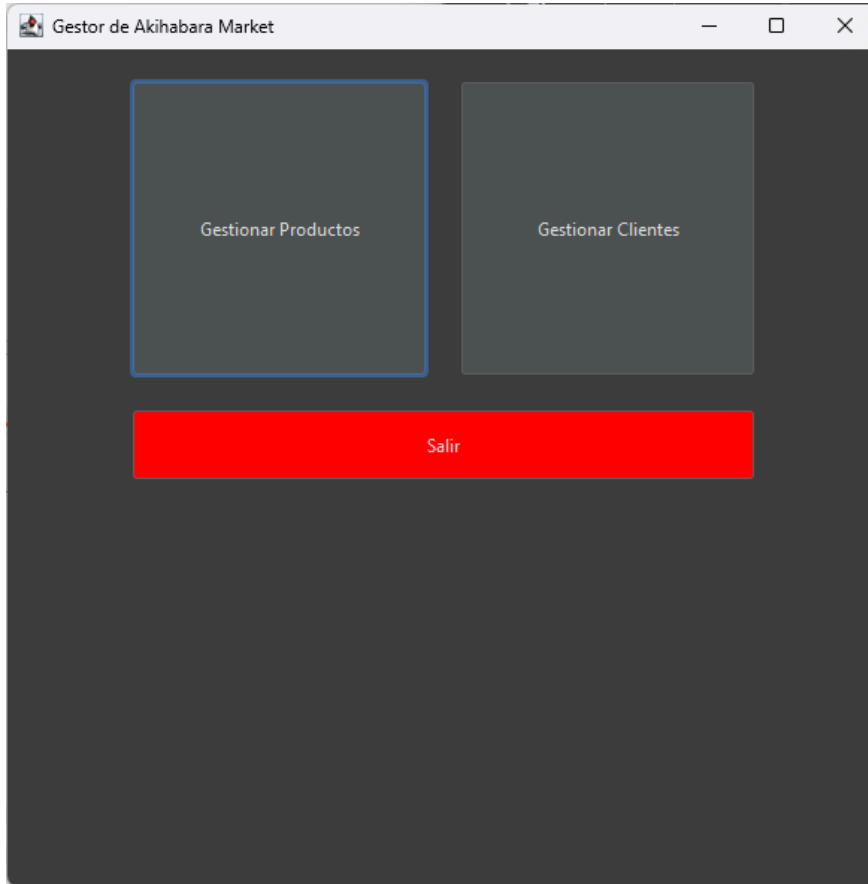 Gestor de Akihabara Market
Gestionar Productos
Gestionar Clientes
Salir